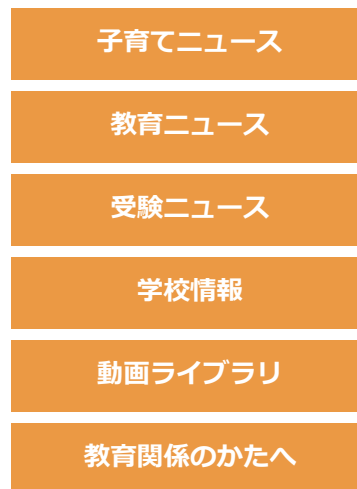 子育てニュース
教育ニュース
受験ニュース
学校情報
動画ライブラリ
教育関係のかたへ